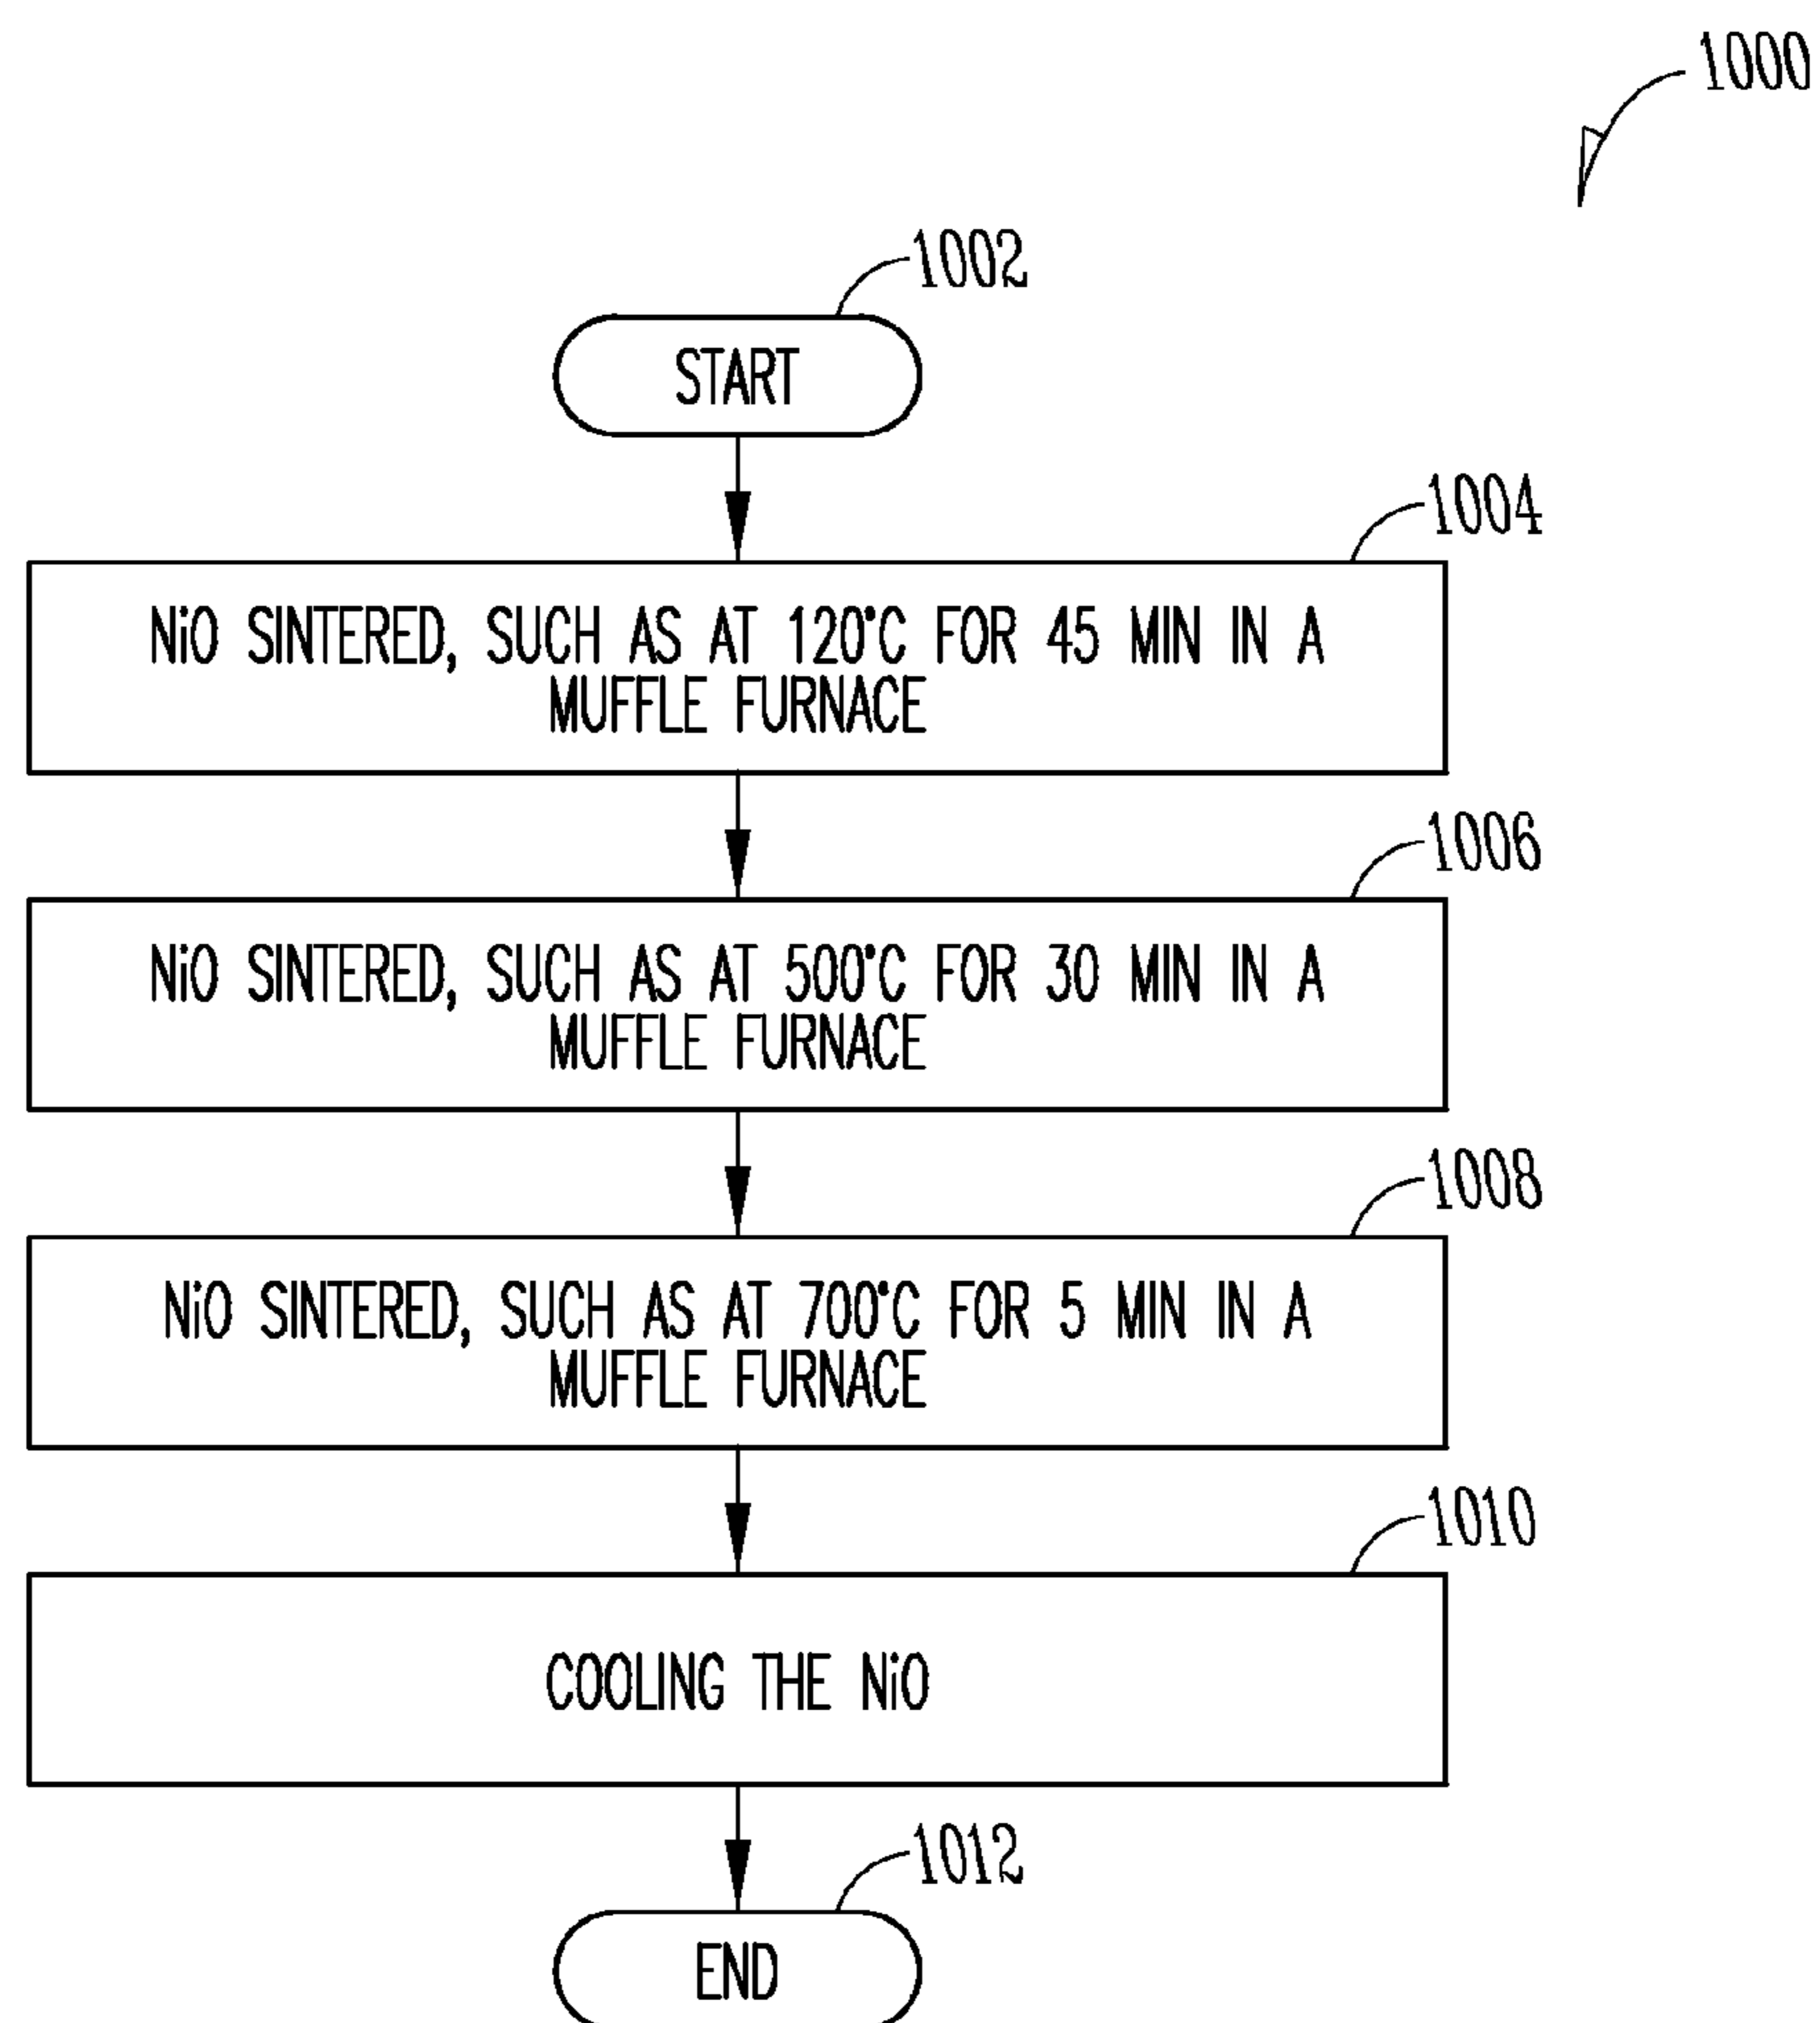 1000
1002
START
1004
NiO SINTERED, SUCH AS AT 120°C FOR 45 MIN IN A
MUFFLE FURNACE
1006
NiO SINTERED, SUCH AS AT 500°C FOR 30 MIN IN A
MUFFLE FURNACE
1008
NiO SINTERED, SUCH AS AT 700°C FOR 5 MIN IN A
MUFFLE FURNACE
1010
COOLING THE NiO
1012
END